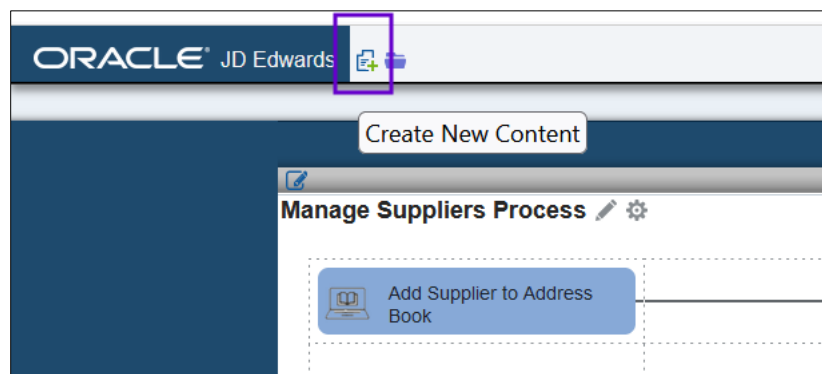 ORACLE® JD Edwards
Create New Content
Manage Suppliers Process
Add Supplier to Address
Book